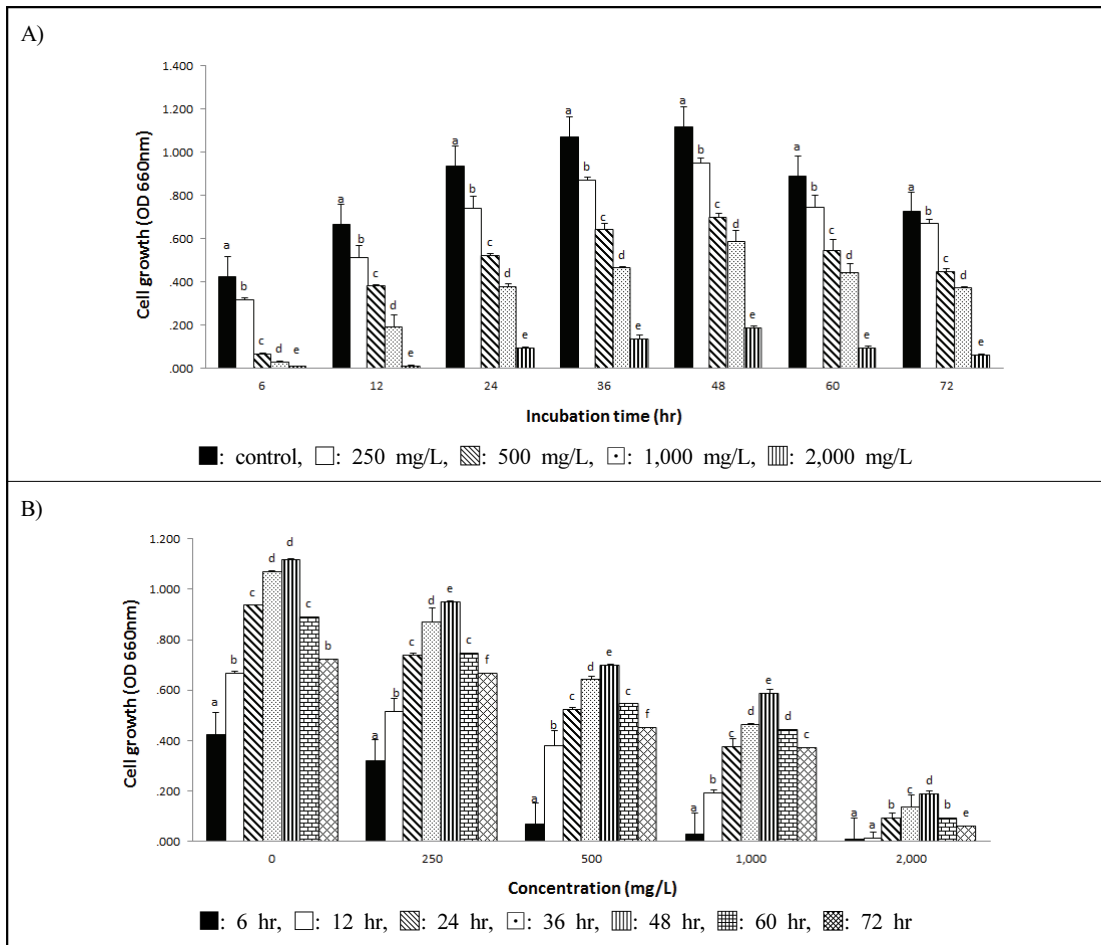 A)
Cell growth (OD 660nm)
1.400
1.200
1.000
.800
.600
.400
.200
.000
a b c d e
a b c d e
a b c d e
a b c d e
a b c d e
a b c d e
a b c d e
6 12 24 36 48 60 72
Incubation time (hr)
: control, : 250 mg/L, : 500 mg/L, : 1,000 mg/L, : 2,000 mg/L
B)
Cell growth (OD 660nm)
1.200
1.000
.800
.600
.400
.200
.000
a b c d d c b
a b c d e c f
a b c d e c f
a b c d e d c
a a b c d b e
0 250 500 1,000 2,000
Concentration (mg/L)
: 6 hr, : 12 hr, : 24 hr, : 36 hr, : 48 hr, : 60 hr, : 72 hr